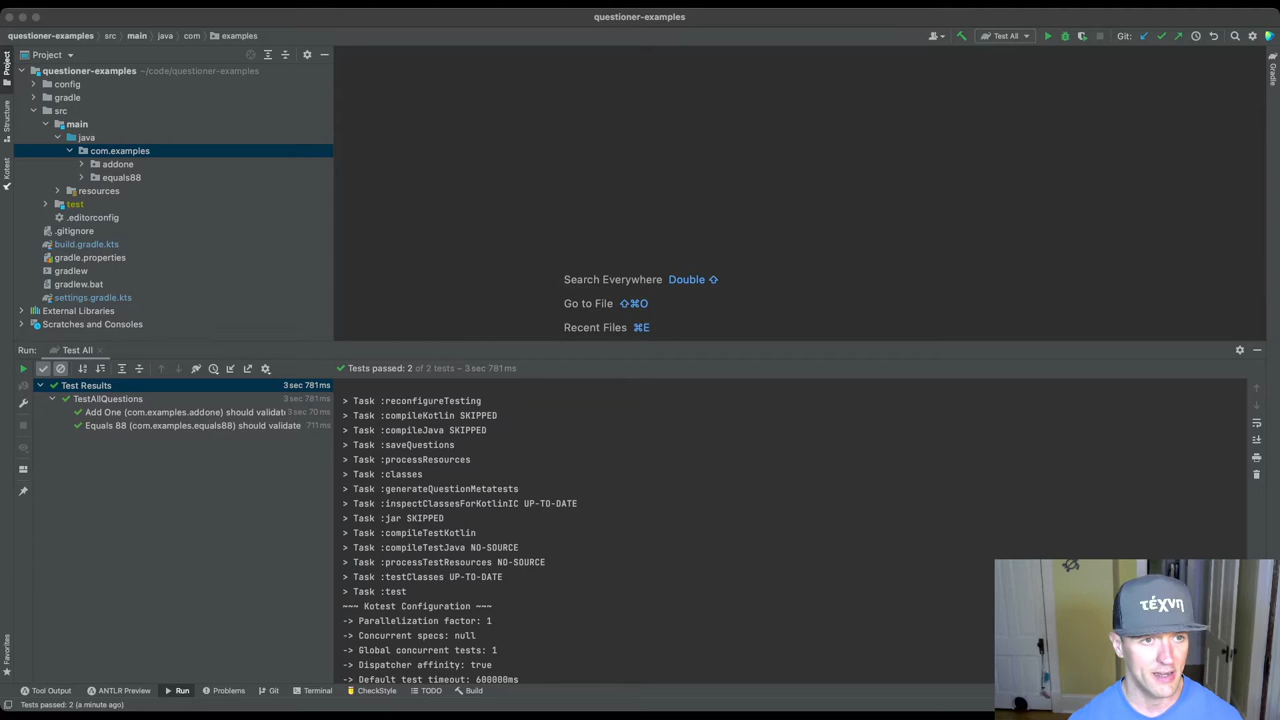 questioner-examples
questioner-examples src main java com examples
Test All
Git:
Project
questioner-examples ~/code/questioner-examples
config
gradle
src
main
java
com.examples
addone
equals88
resources
test
.editorconfig
.gitignore
build.gradle.kts
gradle.properties
gradlew
gradlew.bat
settings.gradle.kts
External Libraries
Scratches and Consoles
Project
Structure
Kotest
Favorites
Gradle
Search Everywhere Double ⇧
Go to File ⇧⌘O
Recent Files ⌘E
Run: Test All
Tests passed: 2 of 2 tests – 3 sec 781 ms
Test Results 3 sec 781 ms
TestAllQuestions
Add One (com.examples.addone) should validate 3 sec 70 ms
Equals 88 (com.examples.equals88) should validate 711 ms
> Task :reconfigureTesting
> Task :compileKotlin SKIPPED
> Task :compileJava SKIPPED
> Task :saveQuestions
> Task :processResources
> Task :classes
> Task :generateQuestionMetatests
> Task :inspectClassesForKotlinIC UP-TO-DATE
> Task :jar SKIPPED
> Task :compileTestKotlin
> Task :compileTestJava NO-SOURCE
> Task :processTestResources NO-SOURCE
> Task :testClasses UP-TO-DATE
> Task :test
~~~ Kotest Configuration ~~~
-> Parallelization factor: 1
-> Concurrent specs: null
-> Global concurrent tests: 1
-> Dispatcher affinity: true
-> Default test timeout: 600000ms
τέχνη
Tool Output ANTLR Preview Run Problems Git Terminal CheckStyle TODO Build
Tests passed: 2 (a minute ago)